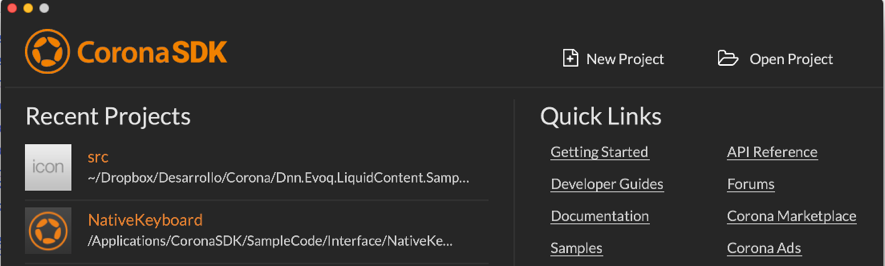 CoronaSDK
New Project
Open Project
Recent Projects
icon
src
~/Dropbox/Desarrollo/Corona/Dnn.Evoq.LiquidContent.Samp...
NativeKeyboard
/Applications/CoronaSDK/SampleCode/Interface/NativeKe...
Quick Links
Getting Started
API Reference
Developer Guides
Forums
Documentation
Corona Marketplace
Samples
Corona Ads